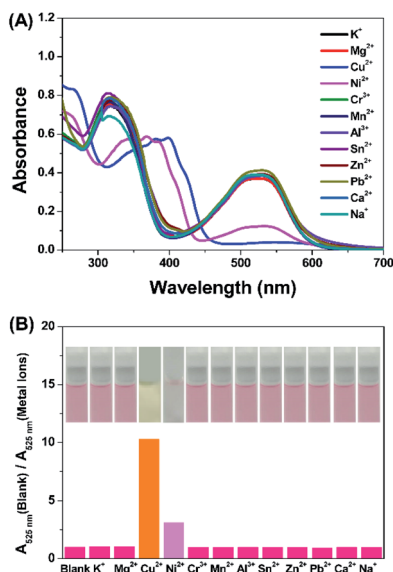 (A)
1.2
1.0
0.8
0.6
0.4
0.2
0.0
Absorbance
300 400 500 600 700
Wavelength (nm)
K⁺
Mg²⁺
Cu²⁺
Ni²⁺
Cr³⁺
Mn²⁺
Al³⁺
Sn²⁺
Zn²⁺
Pb²⁺
Ca²⁺
Na⁺
(B)
20
15
10
5
0
A₅₂₅ ₙₘ(Blank) / A₅₂₅ ₙₘ(Metal Ions)
Blank K⁺ Mg²⁺ Cu²⁺ Ni²⁺ Cr³⁺ Mn²⁺ Al³⁺ Sn²⁺ Zn²⁺ Pb²⁺ Ca²⁺ Na⁺